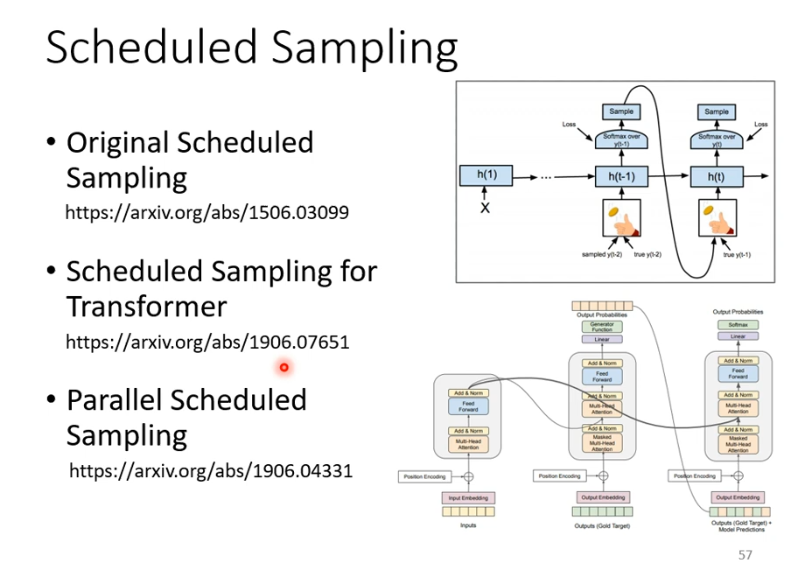 Scheduled Sampling
• Original Scheduled
Sampling
https://arxiv.org/abs/1506.03099
• Scheduled Sampling for
Transformer
https://arxiv.org/abs/1906.07651
• Parallel Scheduled
Sampling
https://arxiv.org/abs/1906.04331
Sample
Sample
Loss
Loss
Softmax over
y(t-1)
Softmax over
y(t)
h(1)
...
h(t-1)
h(t)
X
sampled y(t-2)
true y(t-2)
true y(t-1)
Output Probabilities
Generator
Function
Linear
Add & Norm
Feed
Forward
Add & Norm
Multi-Head
Attention
Add & Norm
Masked
Multi-Head
Attention
Position Encoding
Output Embedding
Outputs (Gold Target)
Add & Norm
Feed
Forward
Add & Norm
Multi-Head
Attention
Position Encoding
Input Embedding
Inputs
Output Probabilities
Softmax
Linear
Add & Norm
Feed
Forward
Add & Norm
Multi-Head
Attention
Add & Norm
Masked
Multi-Head
Attention
Position Encoding
Output Embedding
Outputs (Gold Target) +
Model Predictions
57